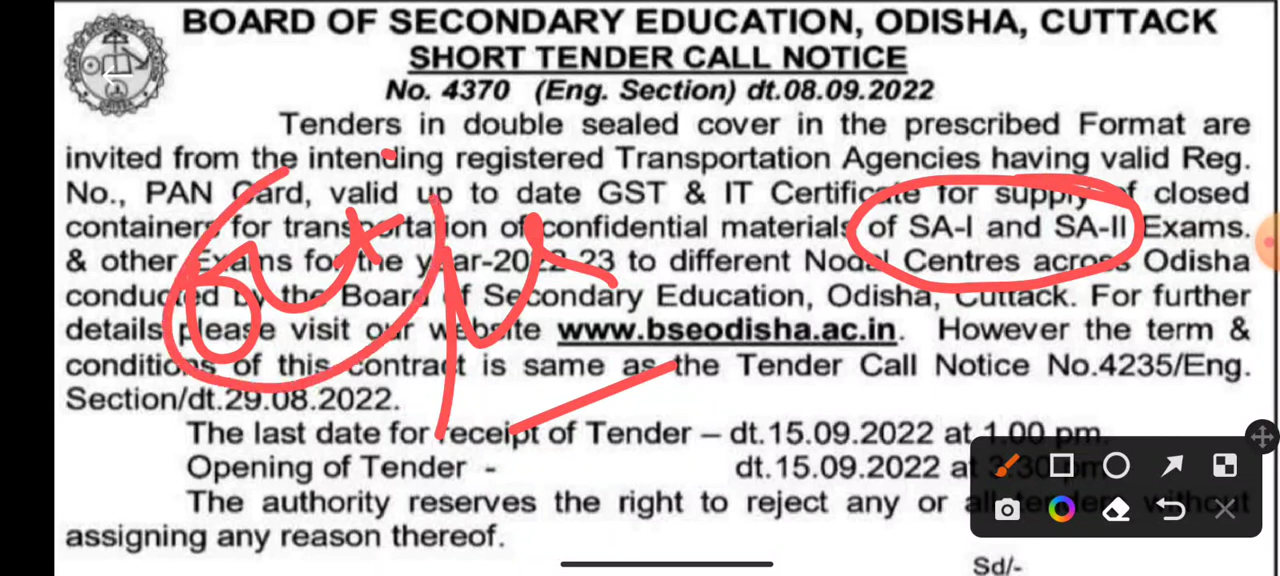 BOARD OF SECONDARY EDUCATION, ODISHA, CUTTACK
SHORT TENDER CALL NOTICE
No. 4370 (Eng. Section) dt.08.09.2022
Tenders in double sealed cover in the prescribed Format are
invited from the intending registered Transportation Agencies having valid Reg.
No., PAN Card, valid up to date GST & IT Certificate for supply of closed
containers for transportation of confidential materials of SA-I and SA-II Exams.
& other Exams for the year-2022-23 to different Nodal Centres across Odisha
conducted by the Board of Secondary Education, Odisha, Cuttack. For further
details please visit our website www.bseodisha.ac.in. However the term &
conditions of this contract is same as the Tender Call Notice No.4235/Eng.
Section/dt.29.08.2022.
The last date for receipt of Tender – dt.15.09.2022 at 1.00 pm.
Opening of Tender - dt.15.09.2022 at 3:30 pm.
The authority reserves the right to reject any or all tenders without
assigning any reason thereof.
Sd/-